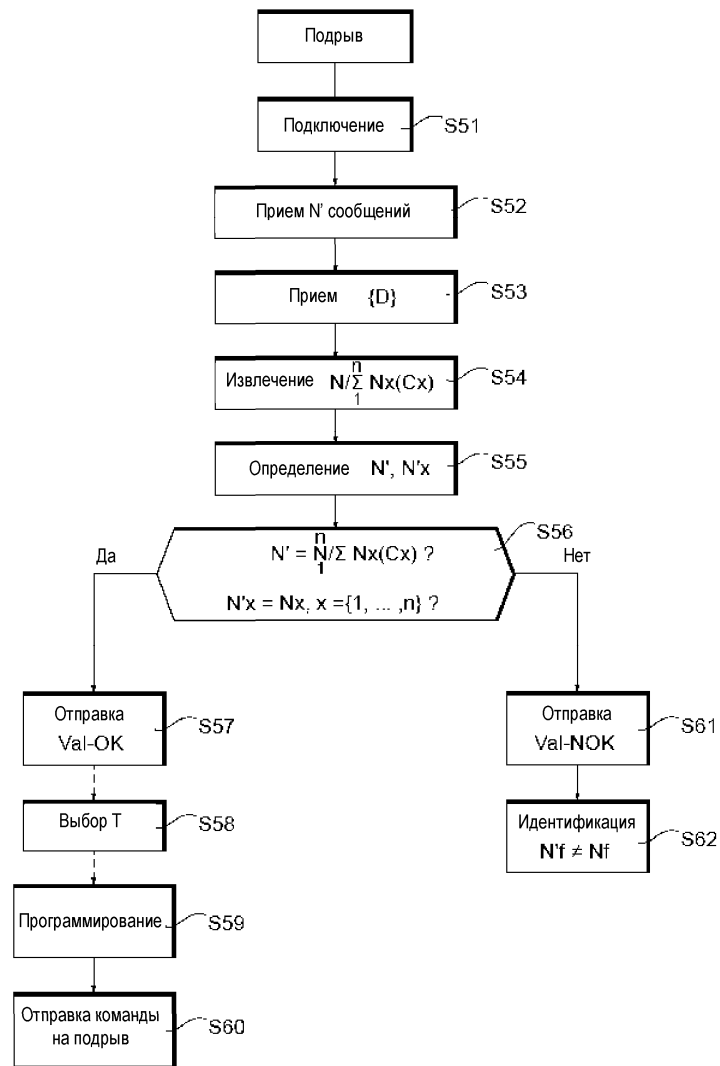 Подрыв
Подключение S51
Прием N' сообщений S52
Прием {D} S53
Извлечение N/Σ Nx(Cx) S54
n
1
Определение N', N'x S55
S56
Да
Нет
n
N' = N/Σ Nx(Cx) ?
1
N'x = Nx, x ={1, ... ,n} ?
Отправка
Val-OK
S57
Отправка
Val-NOK
S61
Выбор T
S58
Идентификация
N'f ≠ Nf
S62
Программирование
S59
Отправка команды
на подрыв
S60